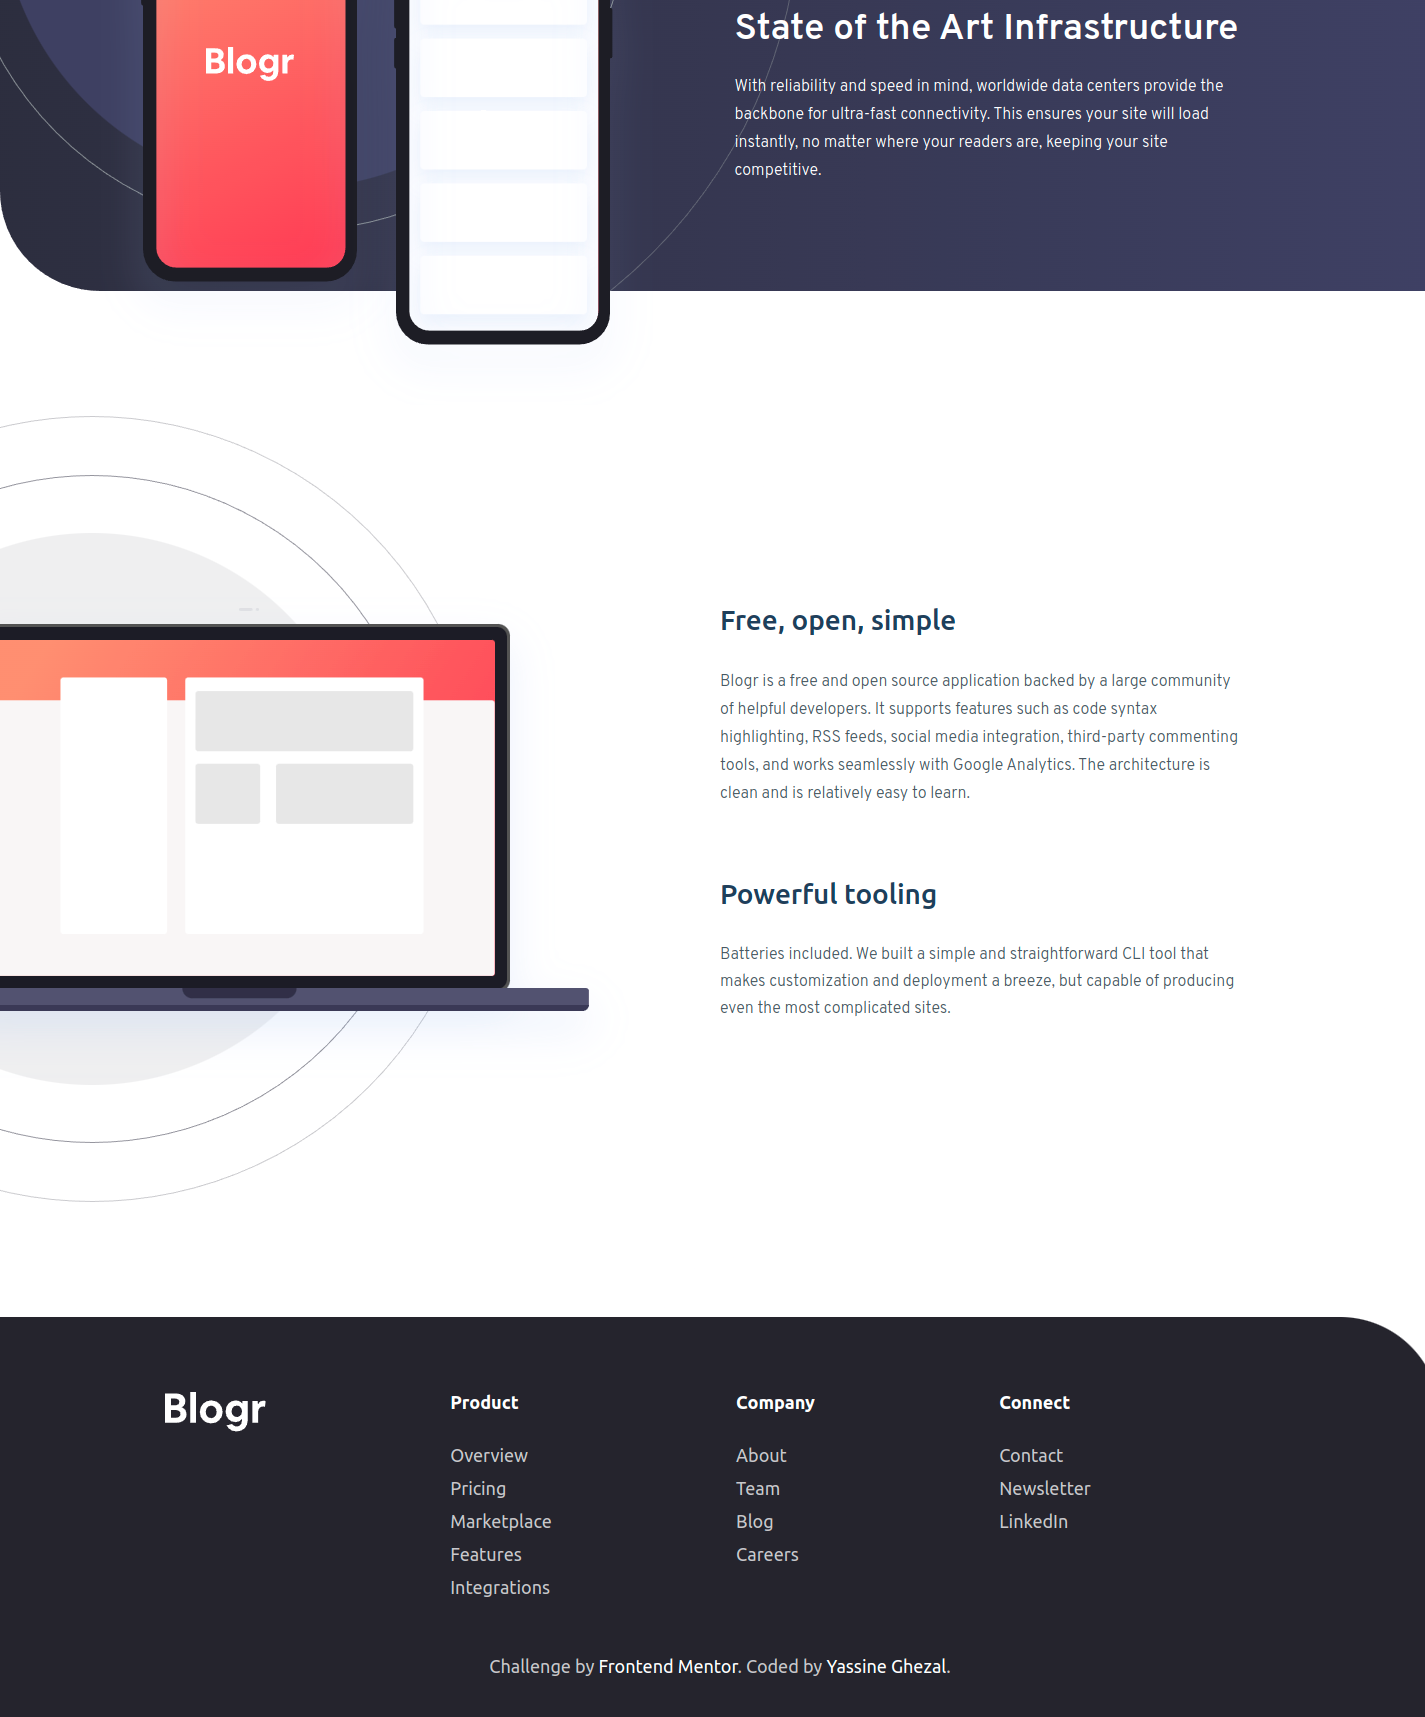 Blogr
State of the Art Infrastructure
With reliability and speed in mind, worldwide data centers provide the
backbone for ultra-fast connectivity. This ensures your site will load
instantly, no matter where your readers are, keeping your site
competitive.
Free, open, simple
Blogr is a free and open source application backed by a large community
of helpful developers. It supports features such as code syntax
highlighting, RSS feeds, social media integration, third-party commenting
tools, and works seamlessly with Google Analytics. The architecture is
clean and is relatively easy to learn.
Powerful tooling
Batteries included. We built a simple and straightforward CLI tool that
makes customization and deployment a breeze, but capable of producing
even the most complicated sites.
Blogr
Product
Overview
Pricing
Marketplace
Features
Integrations
Company
About
Team
Blog
Careers
Connect
Contact
Newsletter
LinkedIn
Challenge by Frontend Mentor. Coded by Yassine Ghezal.